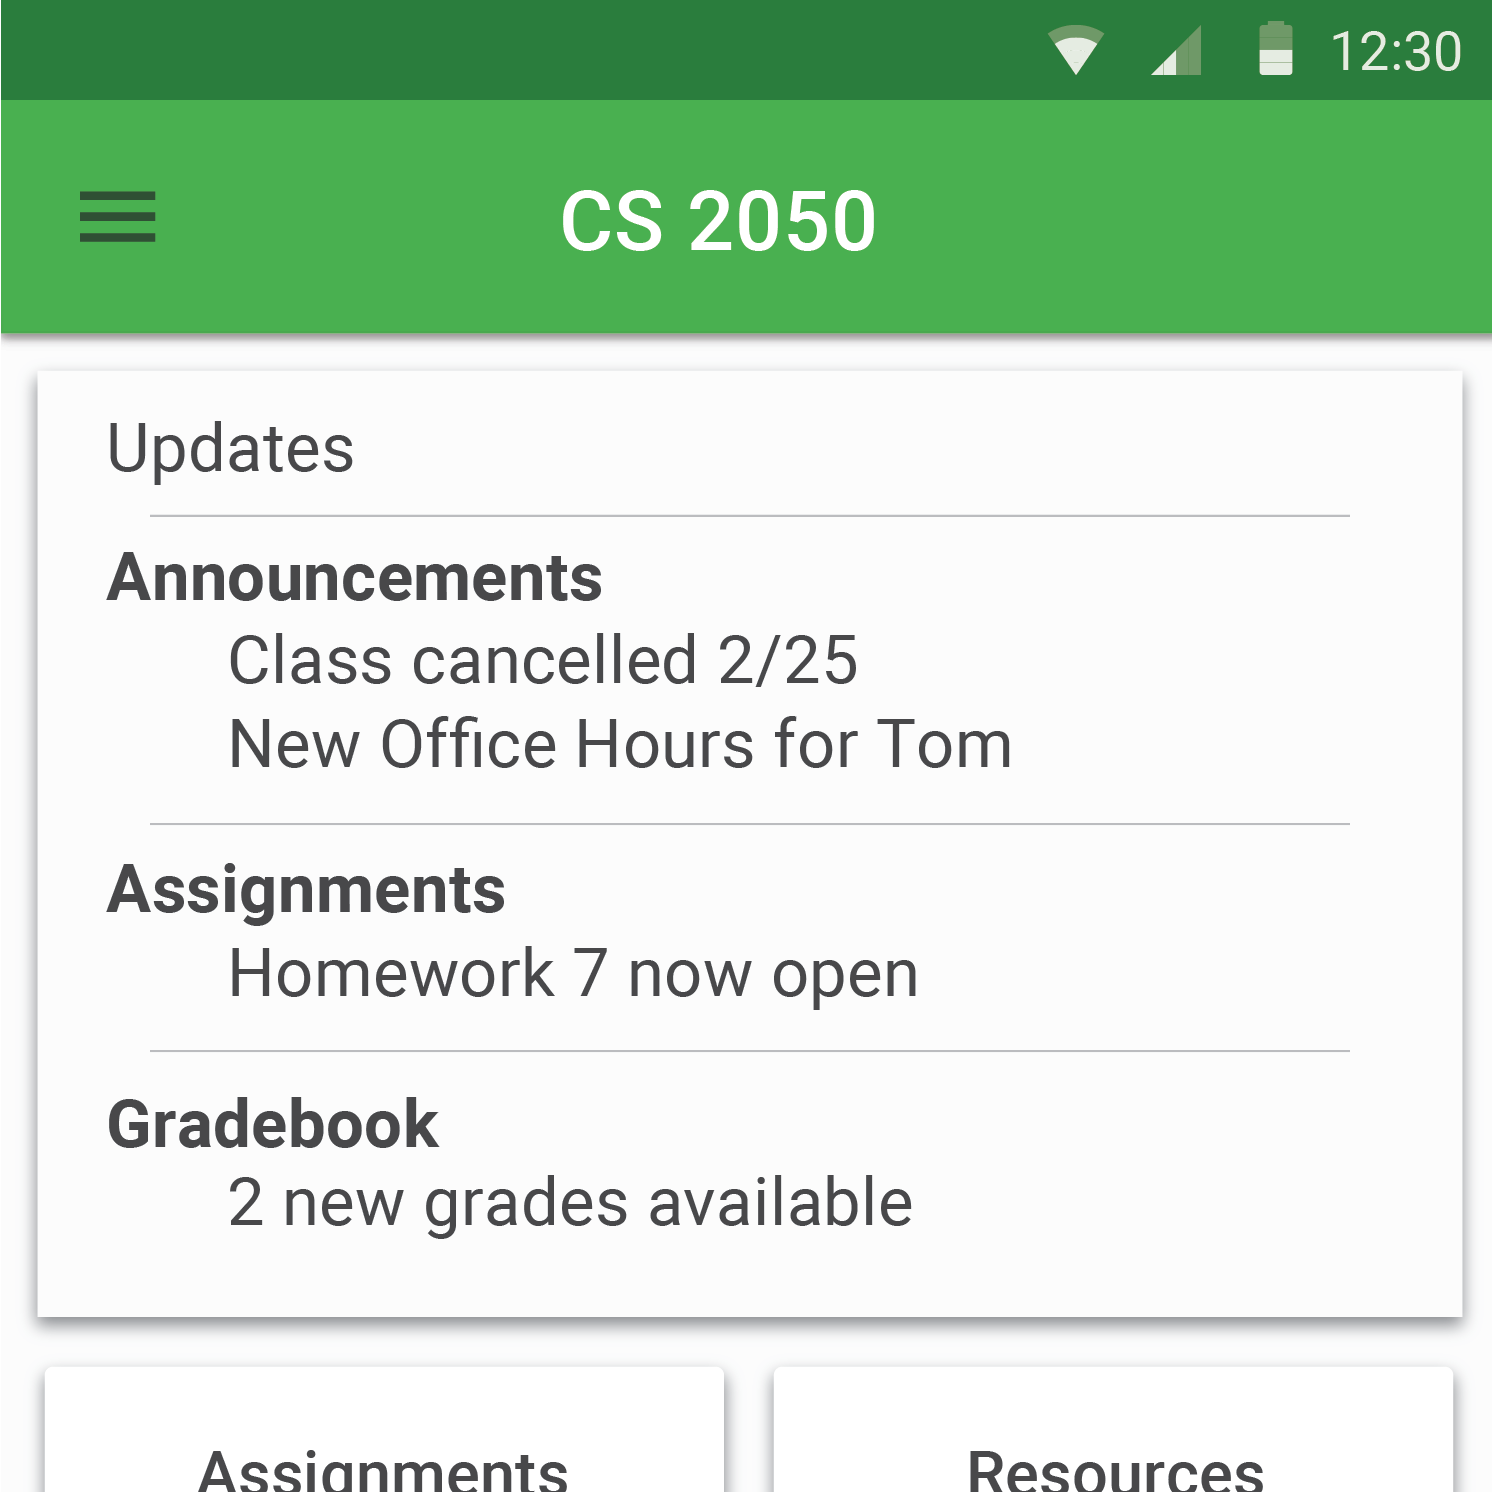 12:30
CS 2050
Updates
Announcements
Class cancelled 2/25
New Office Hours for Tom
Assignments
Homework 7 now open
Gradebook
2 new grades available
Assignments
Resources